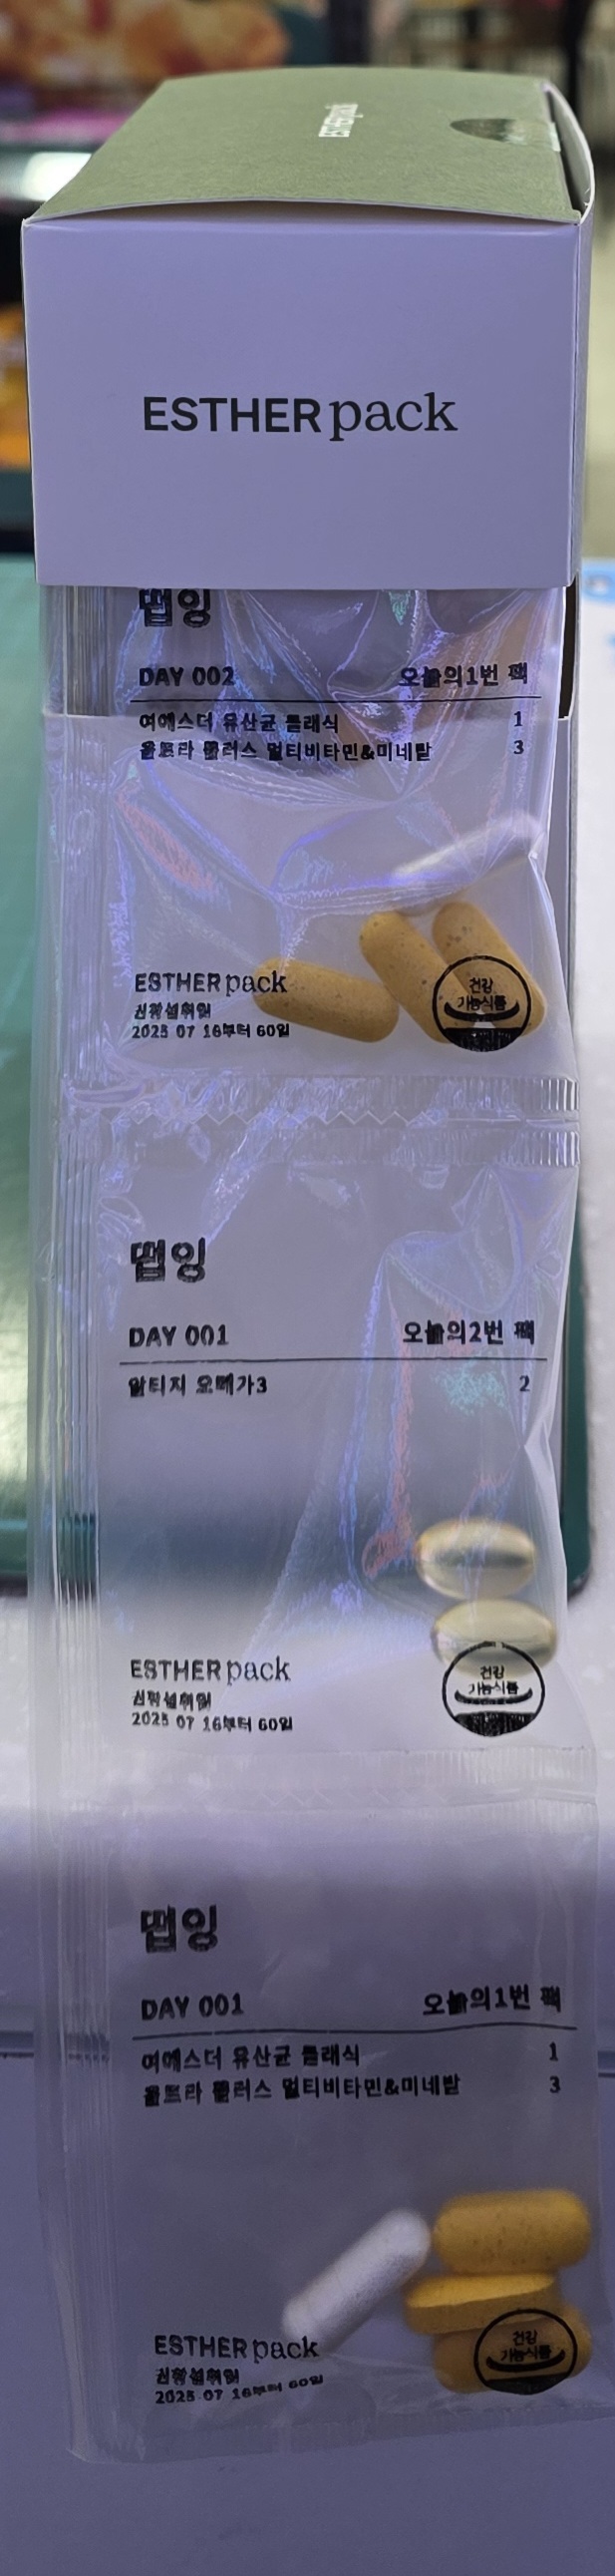 ESTHER pack
맵잉
DAY 002 오늘의1번 팩
여에스더 유산균 클래식 1
울트라 플러스 멀티비타민&미네랄 3
ESTHER pack
권장섭취일
2025 07 16부터 60일
건강
기능식품
맵잉
DAY 001 오늘의2번 팩
알티지 오메가3 2
ESTHER pack
권장섭취일
2025 07 16부터 60일
건강
기능식품
맵잉
DAY 001 오늘의1번 팩
여에스더 유산균 클래식 1
울트라 플러스 멀티비타민&미네랄 3
ESTHER pack
권장섭취일
2025 07 16부터 60일
건강
기능식품